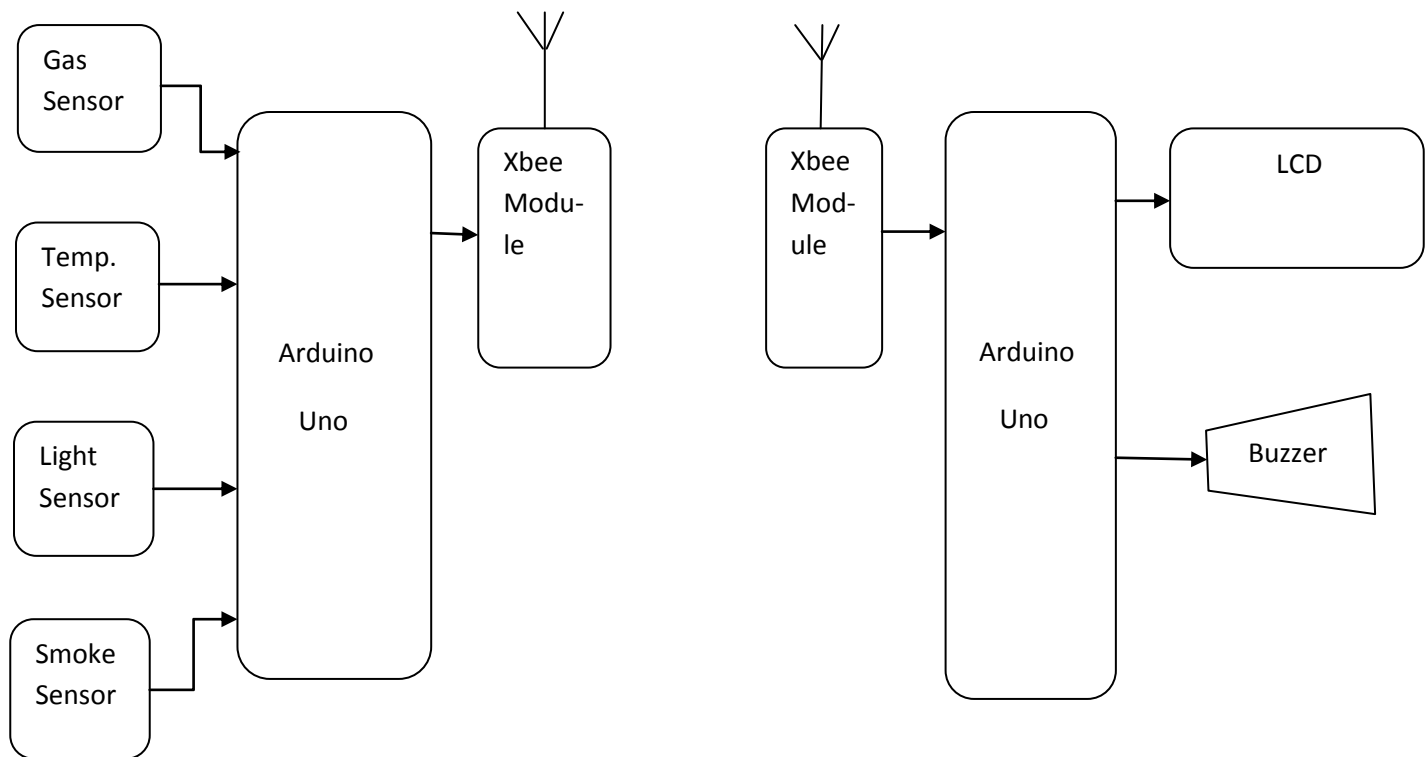 Gas
Sensor
Temp.
Sensor
Light
Sensor
Smoke
Sensor
Arduino
Uno
Xbee
Modu-
le
Xbee
Mod-
ule
Arduino
Uno
LCD
Buzzer